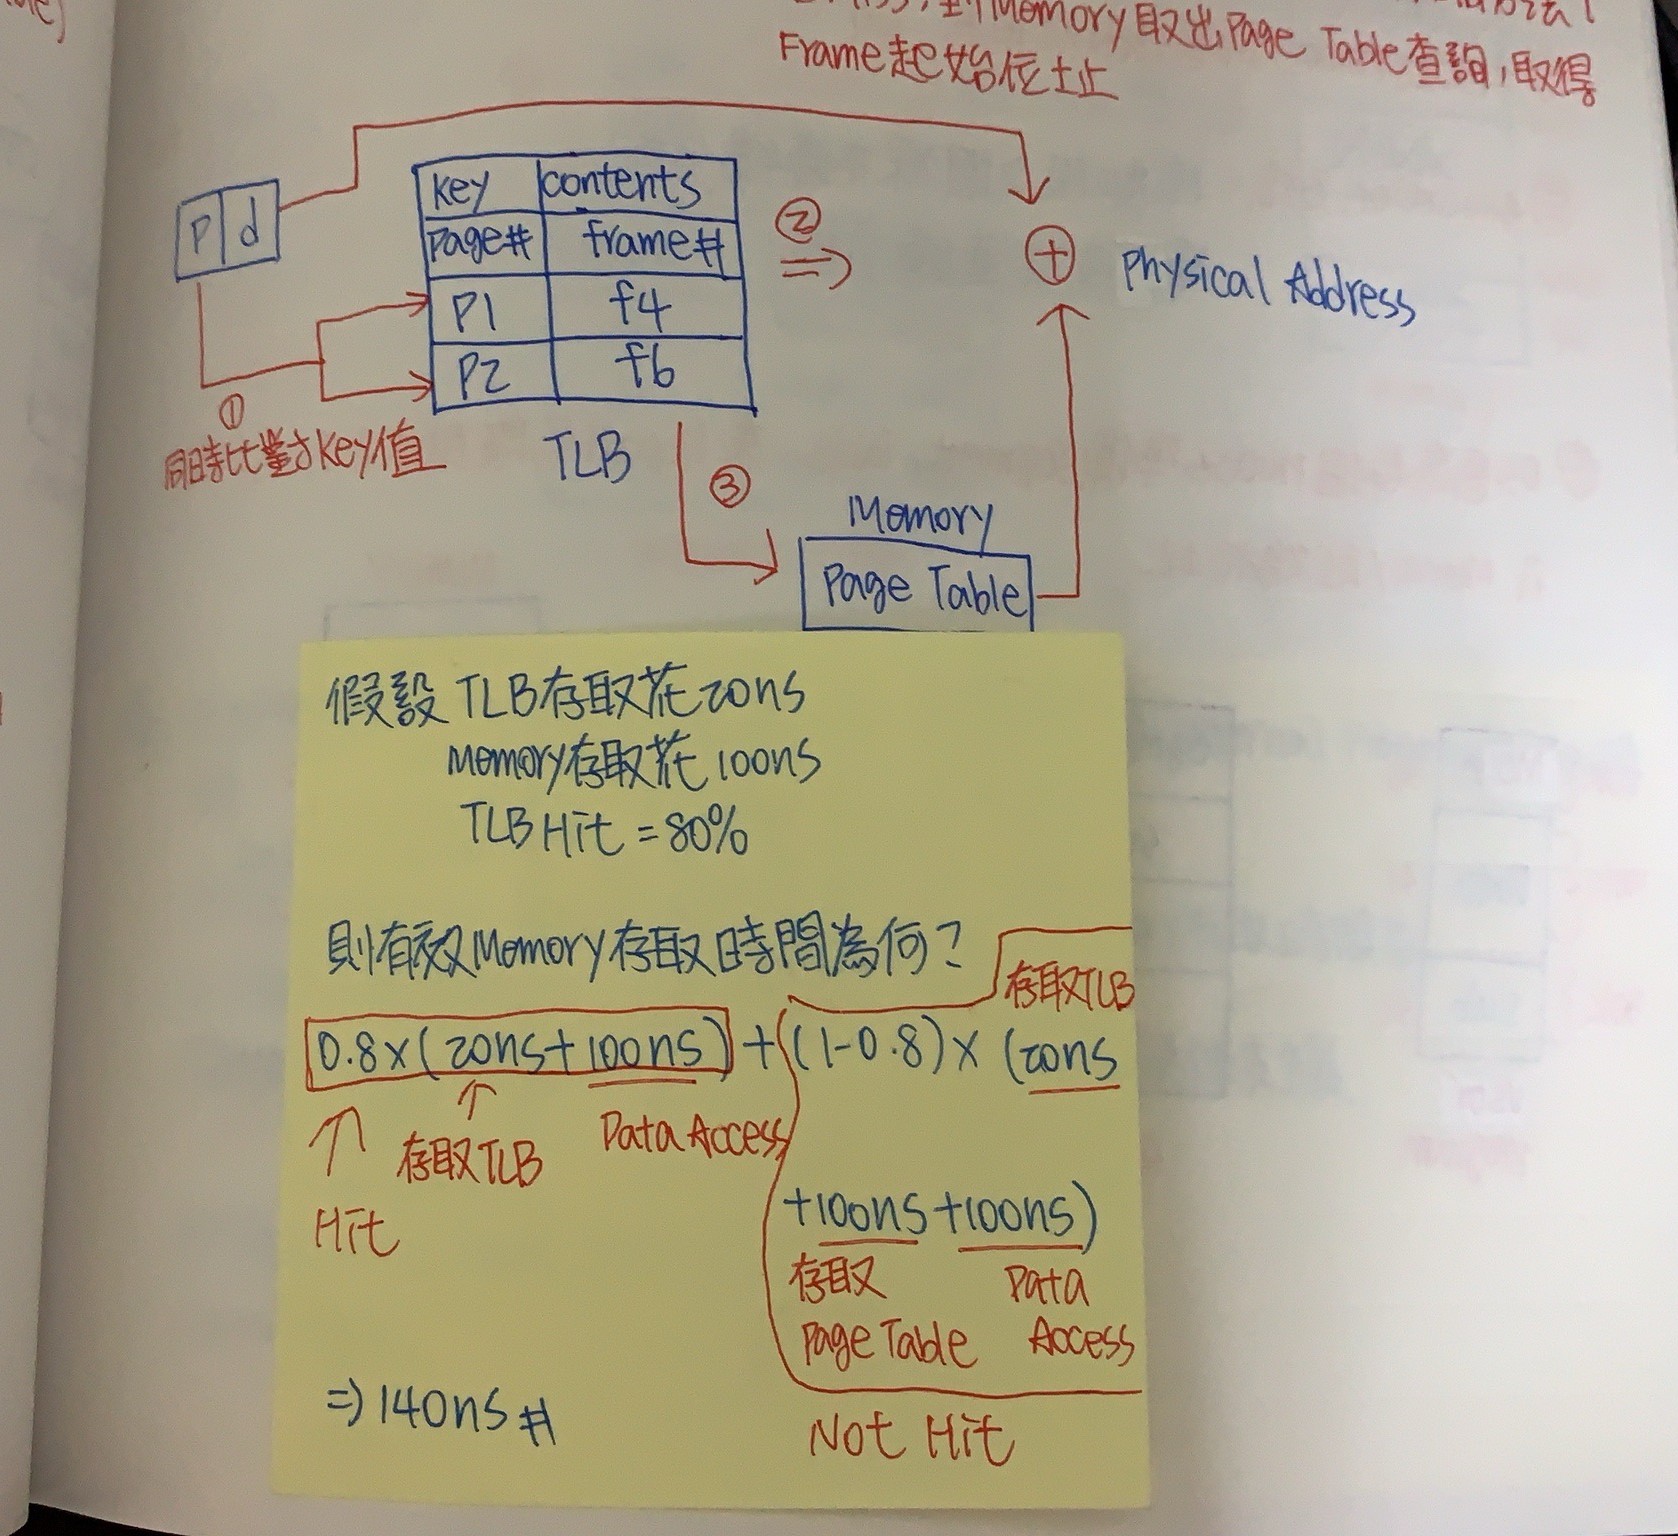 到Memory取出Page Table查詢,取得
Frame起始位址
p d
key contents
page# frame#
P1 f4
P2 f6
②
Physical Address
①
同時比對key值
TLB
③
Memory
Page Table
假設 TLB存取花20ns
Memory存取花100ns
TLB Hit = 80%
則有效Memory存取時間為何?
存取TLB
0.8×(20ns+100ns)+(1-0.8)×(20ns
存取TLB Data Access
Hit
+100ns+100ns)
存取 Data
Page Table Access
⇒140ns #
Not Hit